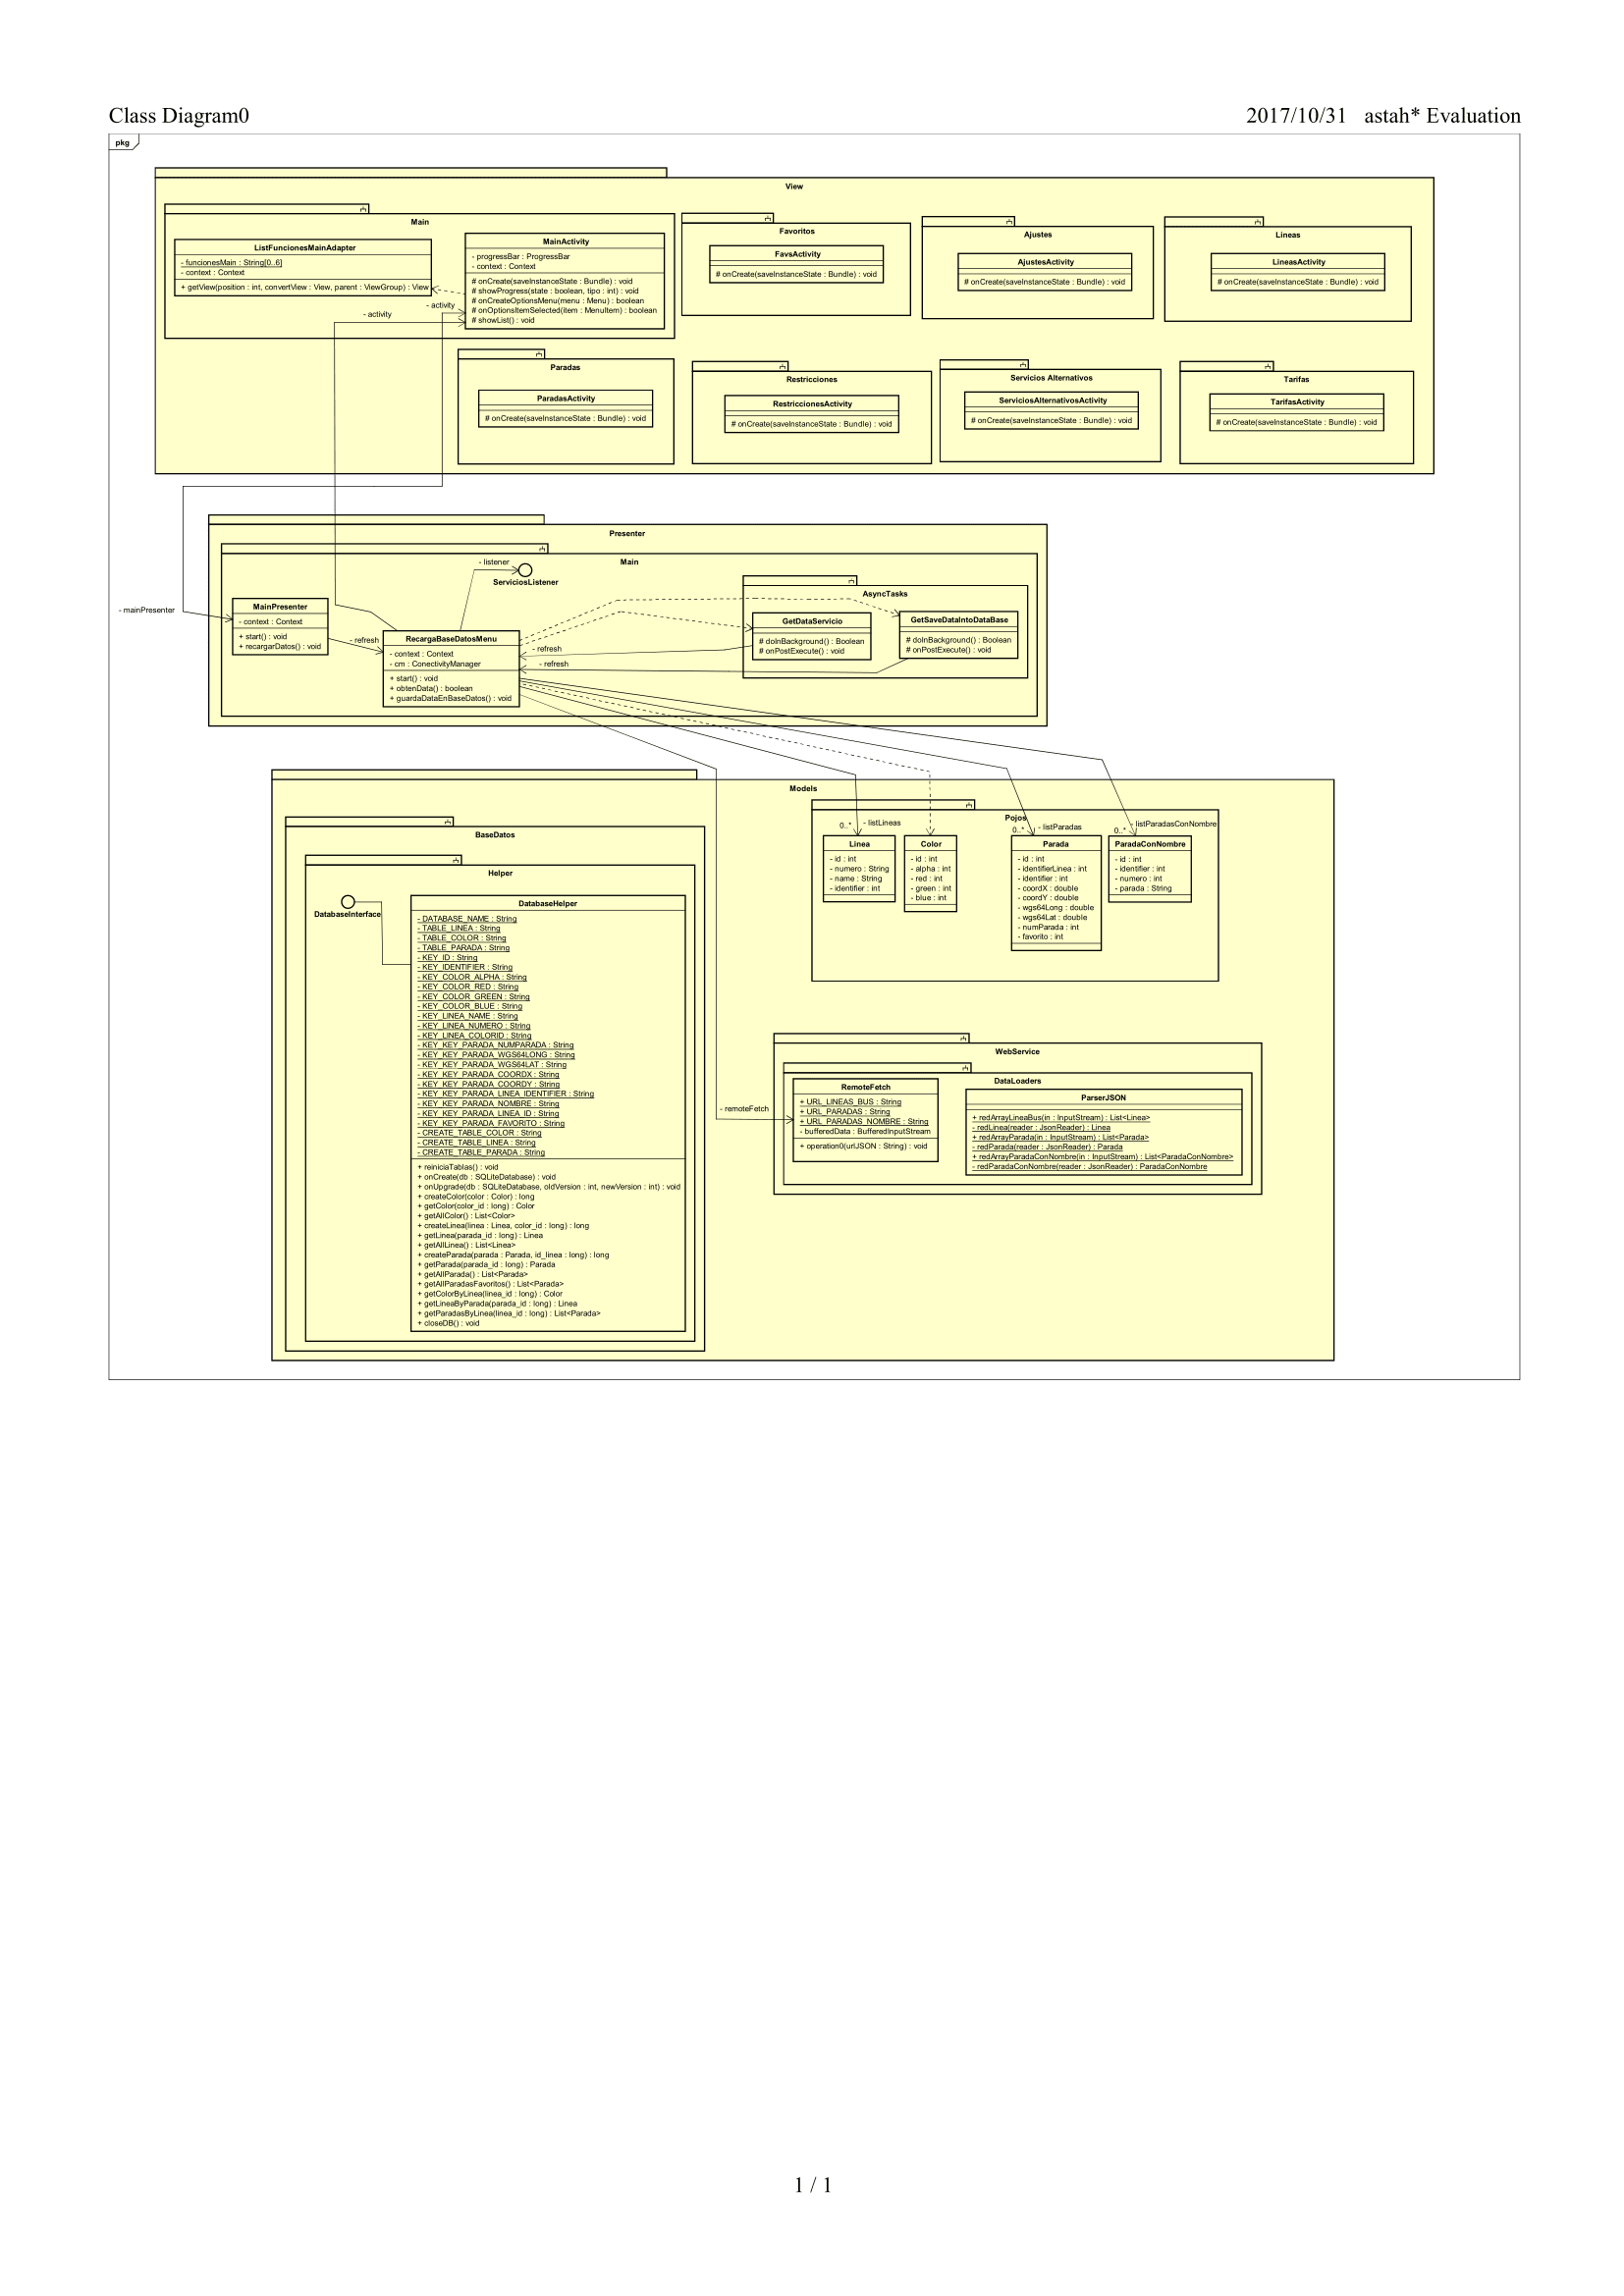 Class Diagram0
2017/10/31 astah* Evaluation
pkg
View
Main
ListFuncionesMainAdapter
- funcionesMain : String[0..6]
- context : Context
+ getView(position : int, convertView : View, parent : ViewGroup) : View
MainActivity
- progressBar : ProgressBar
- context : Context
# onCreate(saveInstanceState : Bundle) : void
# showProgress(state : boolean, tipo : int) : void
# onCreateOptionsMenu(menu : Menu) : boolean
# onOptionsItemSelected(item : MenuItem) : boolean
# showList() : void
- activity
- activity
Favoritos
FavsActivity
# onCreate(saveInstanceState : Bundle) : void
Ajustes
AjustesActivity
# onCreate(saveInstanceState : Bundle) : void
Lineas
LineasActivity
# onCreate(saveInstanceState : Bundle) : void
Paradas
ParadasActivity
# onCreate(saveInstanceState : Bundle) : void
Restricciones
RestriccionesActivity
# onCreate(saveInstanceState : Bundle) : void
Servicios Alternativos
ServiciosAlternativosActivity
# onCreate(saveInstanceState : Bundle) : void
Tarifas
TarifasActivity
# onCreate(saveInstanceState : Bundle) : void
Presenter
Main
- listener
ServiciosListener
- mainPresenter
MainPresenter
- context : Context
+ start() : void
+ recargarDatos() : void
- refresh
RecargaBaseDatosMenu
- context : Context
- cm : ConectivityManager
+ start() : void
+ obtenData() : boolean
+ guardaDataEnBaseDatos() : void
AsyncTasks
GetDataServicio
# doInBackground() : Boolean
# onPostExecute() : void
GetSaveDataIntoDataBase
# doInBackground() : Boolean
# onPostExecute() : void
- refresh
- refresh
Models
BaseDatos
Helper
DatabaseInterface
DatabaseHelper
- DATABASE_NAME : String
- TABLE_LINEA : String
- TABLE_COLOR : String
- TABLE_PARADA : String
- KEY_ID : String
- KEY_IDENTIFIER : String
- KEY_COLOR_ALPHA : String
- KEY_COLOR_RED : String
- KEY_COLOR_GREEN : String
- KEY_COLOR_BLUE : String
- KEY_LINEA_NAME : String
- KEY_LINEA_NUMERO : String
- KEY_LINEA_COLORID : String
- KEY_KEY_PARADA_NUMPARADA : String
- KEY_KEY_PARADA_WGS64LONG : String
- KEY_KEY_PARADA_WGS64LAT : String
- KEY_KEY_PARADA_COORDX : String
- KEY_KEY_PARADA_COORDY : String
- KEY_KEY_PARADA_LINEA_IDENTIFIER : String
- KEY_KEY_PARADA_NOMBRE : String
- KEY_KEY_PARADA_LINEA_ID : String
- KEY_KEY_PARADA_FAVORITO : String
- CREATE_TABLE_COLOR : String
- CREATE_TABLE_LINEA : String
- CREATE_TABLE_PARADA : String
+ reiniciaTablas() : void
+ onCreate(db : SQLiteDatabase) : void
+ onUpgrade(db : SQLiteDatabase, oldVersion : int, newVersion : int) : void
+ createColor(color : Color) : long
+ getColor(color_id : long) : Color
+ getAllColor() : List<Color>
+ createLinea(linea : Linea, color_id : long) : long
+ getLinea(parada_id : long) : Linea
+ getAllLinea() : List<Linea>
+ createParada(parada : Parada, id_linea : long) : long
+ getParada(parada_id : long) : Parada
+ getAllParada() : List<Parada>
+ getAllParadasFavoritos() : List<Parada>
+ getColorByLinea(linea_id : long) : Color
+ getLineaByParada(parada_id : long) : Linea
+ getParadasByLinea(linea_id : long) : List<Parada>
+ closeDB() : void
Pojos
0..*
- listLineas
0..*
- listParadas
0..*
- listParadasConNombre
Linea
- id : int
- numero : String
- name : String
- identifier : int
Color
- id : int
- alpha : int
- red : int
- green : int
- blue : int
Parada
- id : int
- identifierLinea : int
- identifier : int
- coordX : double
- coordY : double
- wgs64Long : double
- wgs64Lat : double
- numParada : int
- favorito : int
ParadaConNombre
- id : int
- identifier : int
- numero : int
- parada : String
WebService
DataLoaders
- remoteFetch
RemoteFetch
+ URL_LINEAS_BUS : String
+ URL_PARADAS : String
+ URL_PARADAS_NOMBRE : String
- bufferedData : BufferedInputStream
+ operation0(urlJSON : String) : void
ParserJSON
+ redArrayLineaBus(in : InputStream) : List<Linea>
- redLinea(reader : JsonReader) : Linea
+ redArrayParada(in : InputStream) : List<Parada>
- redParada(reader : JsonReader) : Parada
+ redArrayParadaConNombre(in : InputStream) : List<ParadaConNombre>
- redParadaConNombre(reader : JsonReader) : ParadaConNombre
1 / 1